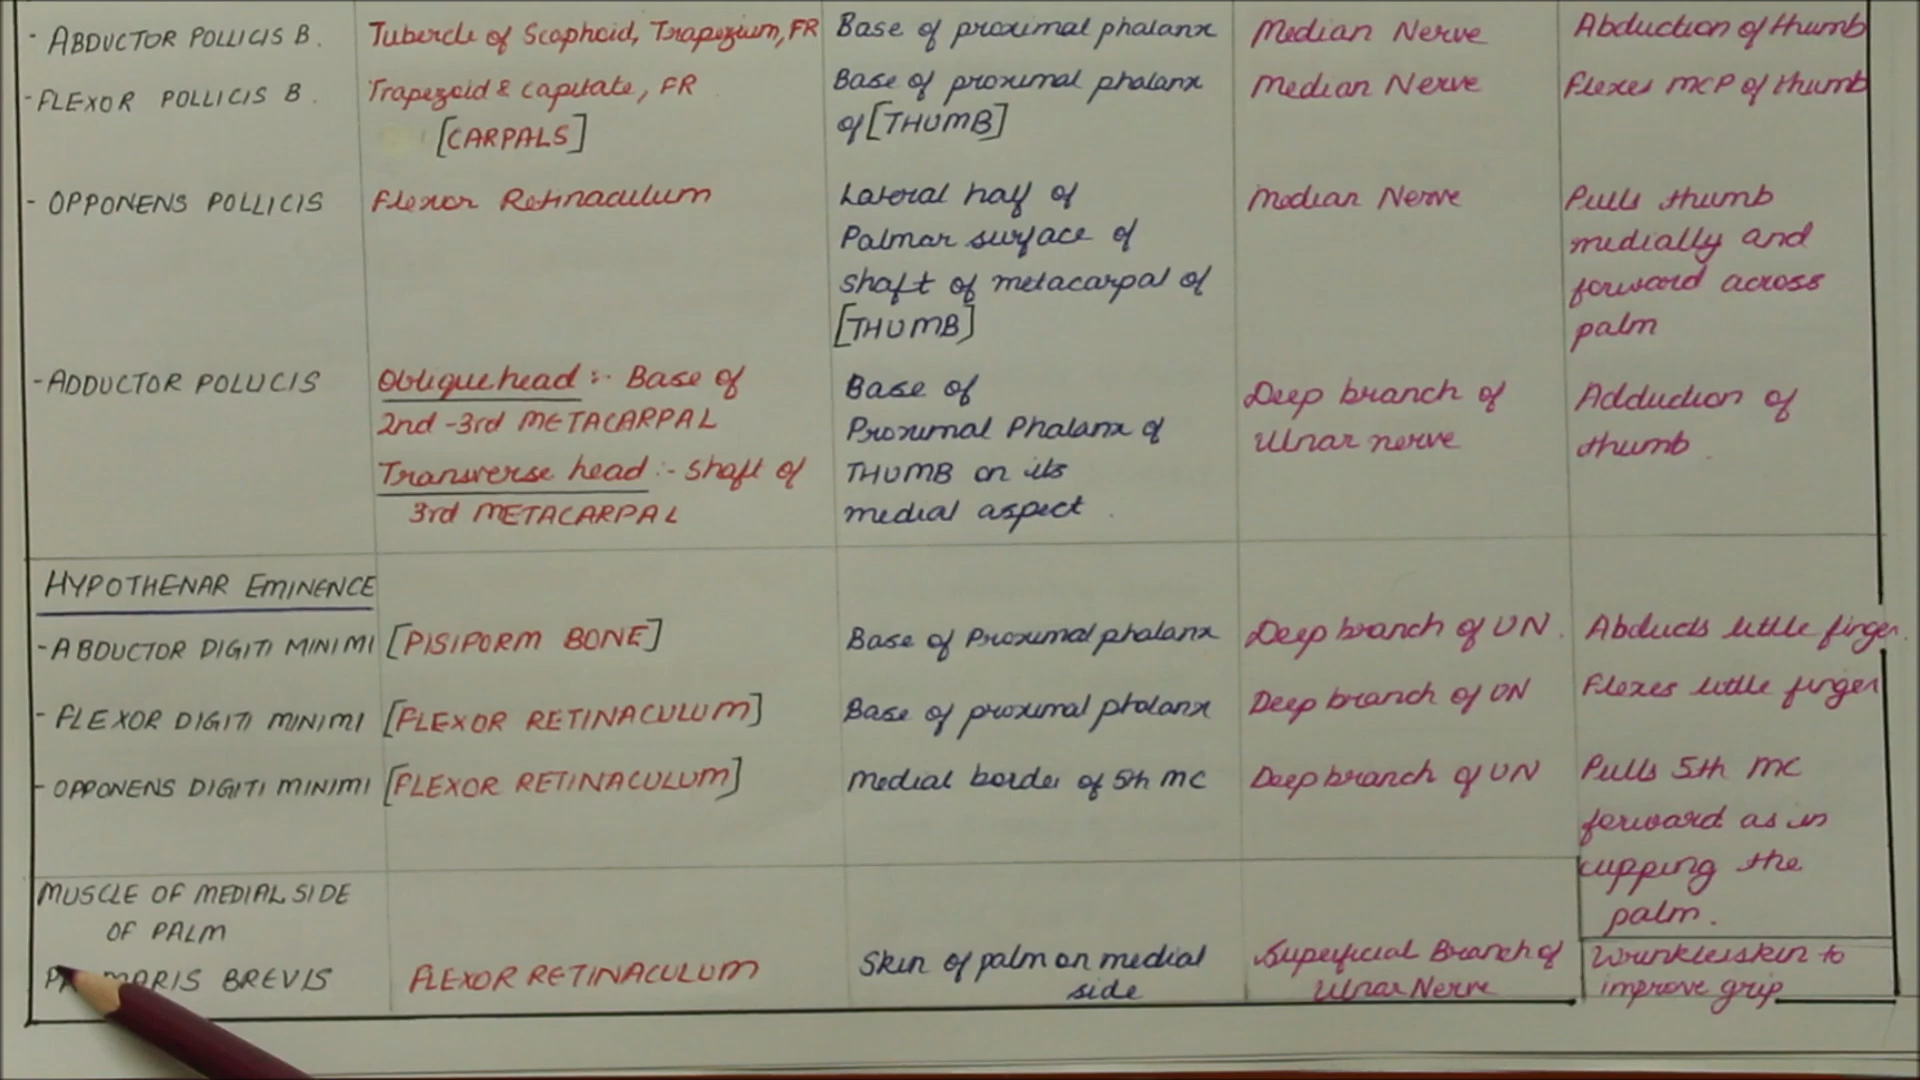 - ABDUCTOR POLLICIS B. Tubercle of Scaphoid, Trapezium, FR Base of proximal phalanx Median Nerve Abduction of thumb
- FLEXOR POLLICIS B. Trapezoid & capitate, FR Base of proximal phalanx Median Nerve Flexes MCP of thumb
[CARPALS] of [THUMB]
- OPPONENS POLLICIS Flexor Retinaculum Lateral half of Median Nerve Pulls thumb
Palmar surface of medially and
shaft of metacarpal of forward across
[THUMB] palm
- ADDUCTOR POLLICIS Oblique head :- Base of Base of Deep branch of Adduction of
2nd - 3rd METACARPAL Proximal Phalanx of Ulnar nerve thumb.
Transverse head :- Shaft of THUMB on its
3rd METACARPAL medial aspect.
HYPOTHENAR EMINENCE
- ABDUCTOR DIGITI MINIMI [PISIFORM BONE] Base of Proximal phalanx Deep branch of UN. Abducts little finger.
- FLEXOR DIGITI MINIMI [FLEXOR RETINACULUM] Base of proximal phalanx Deep branch of UN Flexes little finger
- OPPONENS DIGITI MINIMI [FLEXOR RETINACULUM] Medial border of 5th MC Deep branch of UN Pulls 5th MC
forward as in
cupping the
palm.
MUSCLE OF MEDIAL SIDE
OF PALM
BREVIS FLEXOR RETINACULUM Skin of palm on medial Superficial Branch of Wrinkles skin to
side Ulnar Nerve improve grip